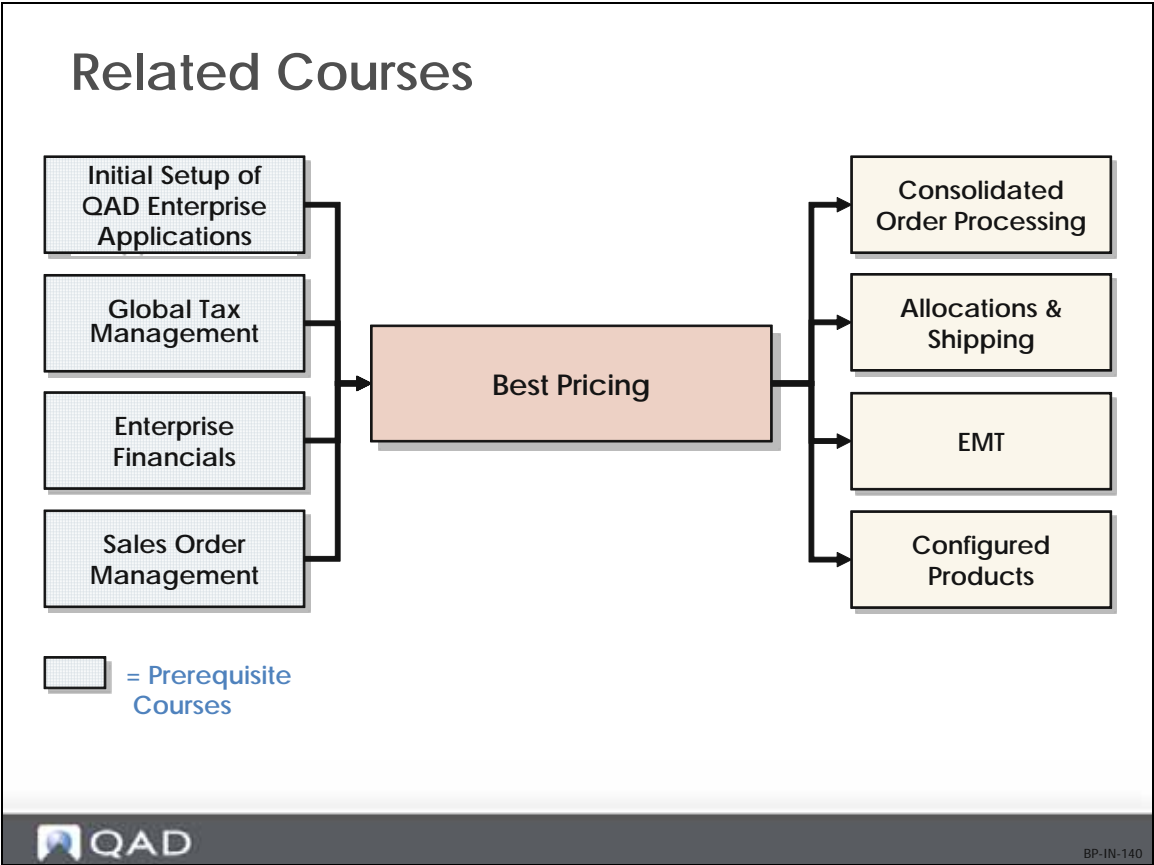 Related Courses
Initial Setup of
QAD Enterprise
Applications
Global Tax
Management
Enterprise
Financials
Sales Order
Management
Best Pricing
Consolidated
Order Processing
Allocations &
Shipping
EMT
Configured
Products
= Prerequisite
Courses
QAD
BP-IN-140